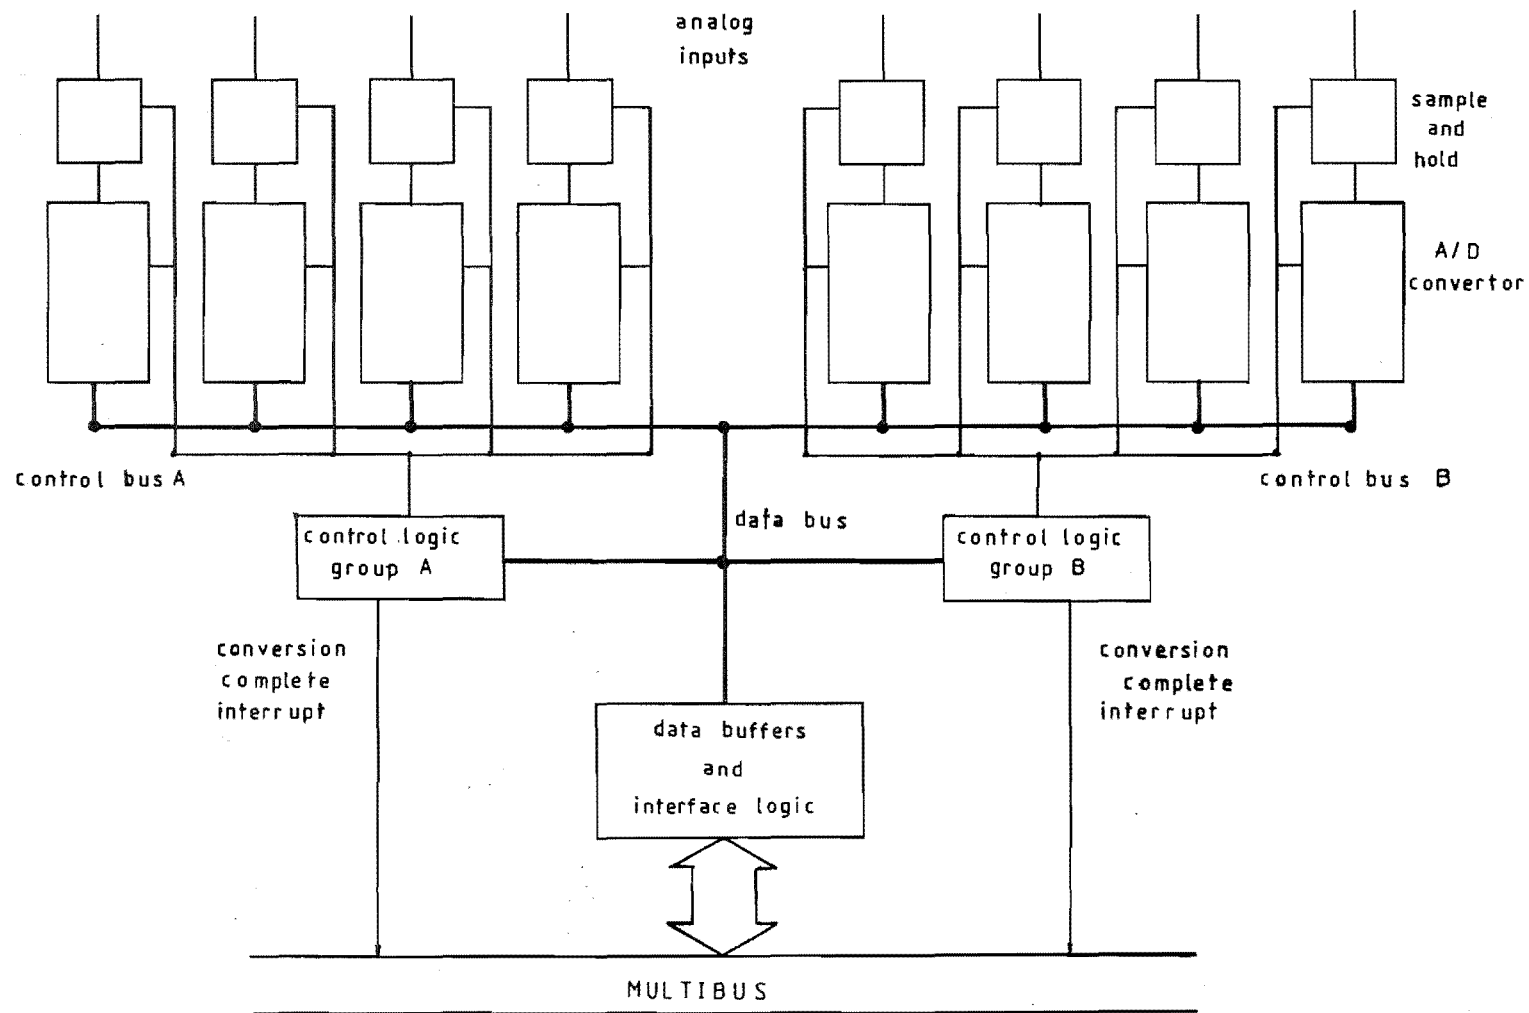 analog
inputs
sample
and
hold
A/D
convertor
control bus A
control bus B
data bus
control logic
group A
control logic
group B
conversion
complete
interrupt
conversion
complete
interrupt
data buffers
and
interface logic
MULTIBUS